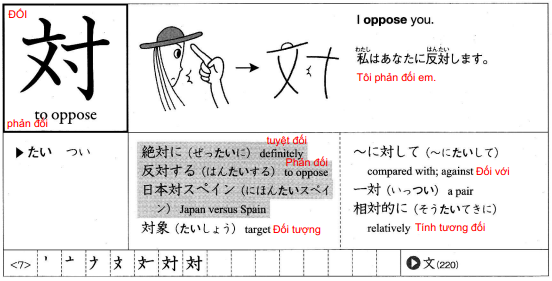 ĐỐI
対
to oppose
phản đối
I oppose you.
わたし はんたい
私はあなたに反対します。
Tôi phản đối em.
▶たい つい
tuyệt đối
絶対に(ぜったいに) definitely
Phản đối
反対する(はんたいする) to oppose
日本対スペイン(にほんたいスペイ
ン) Japan versus Spain
対象(たいしょう) target Đối tượng
〜に対して(〜にたいして)
compared with; against Đối với
一対(いっつい) a pair
相対的に(そうたいてきに)
relatively Tính tương đối
<7> 対 対
▶文(220)